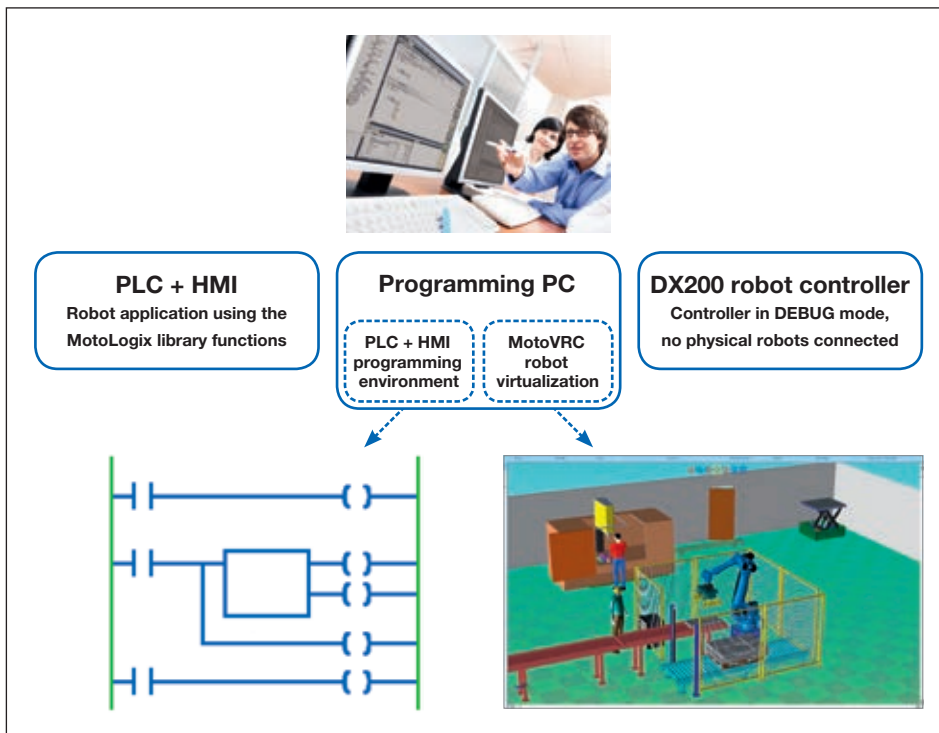 PLC + HMI
Robot application using the
MotoLogix library functions
Programming PC
PLC + HMI
programming
environment
MotoVRC
robot
virtualization
DX200 robot controller
Controller in DEBUG mode,
no physical robots connected